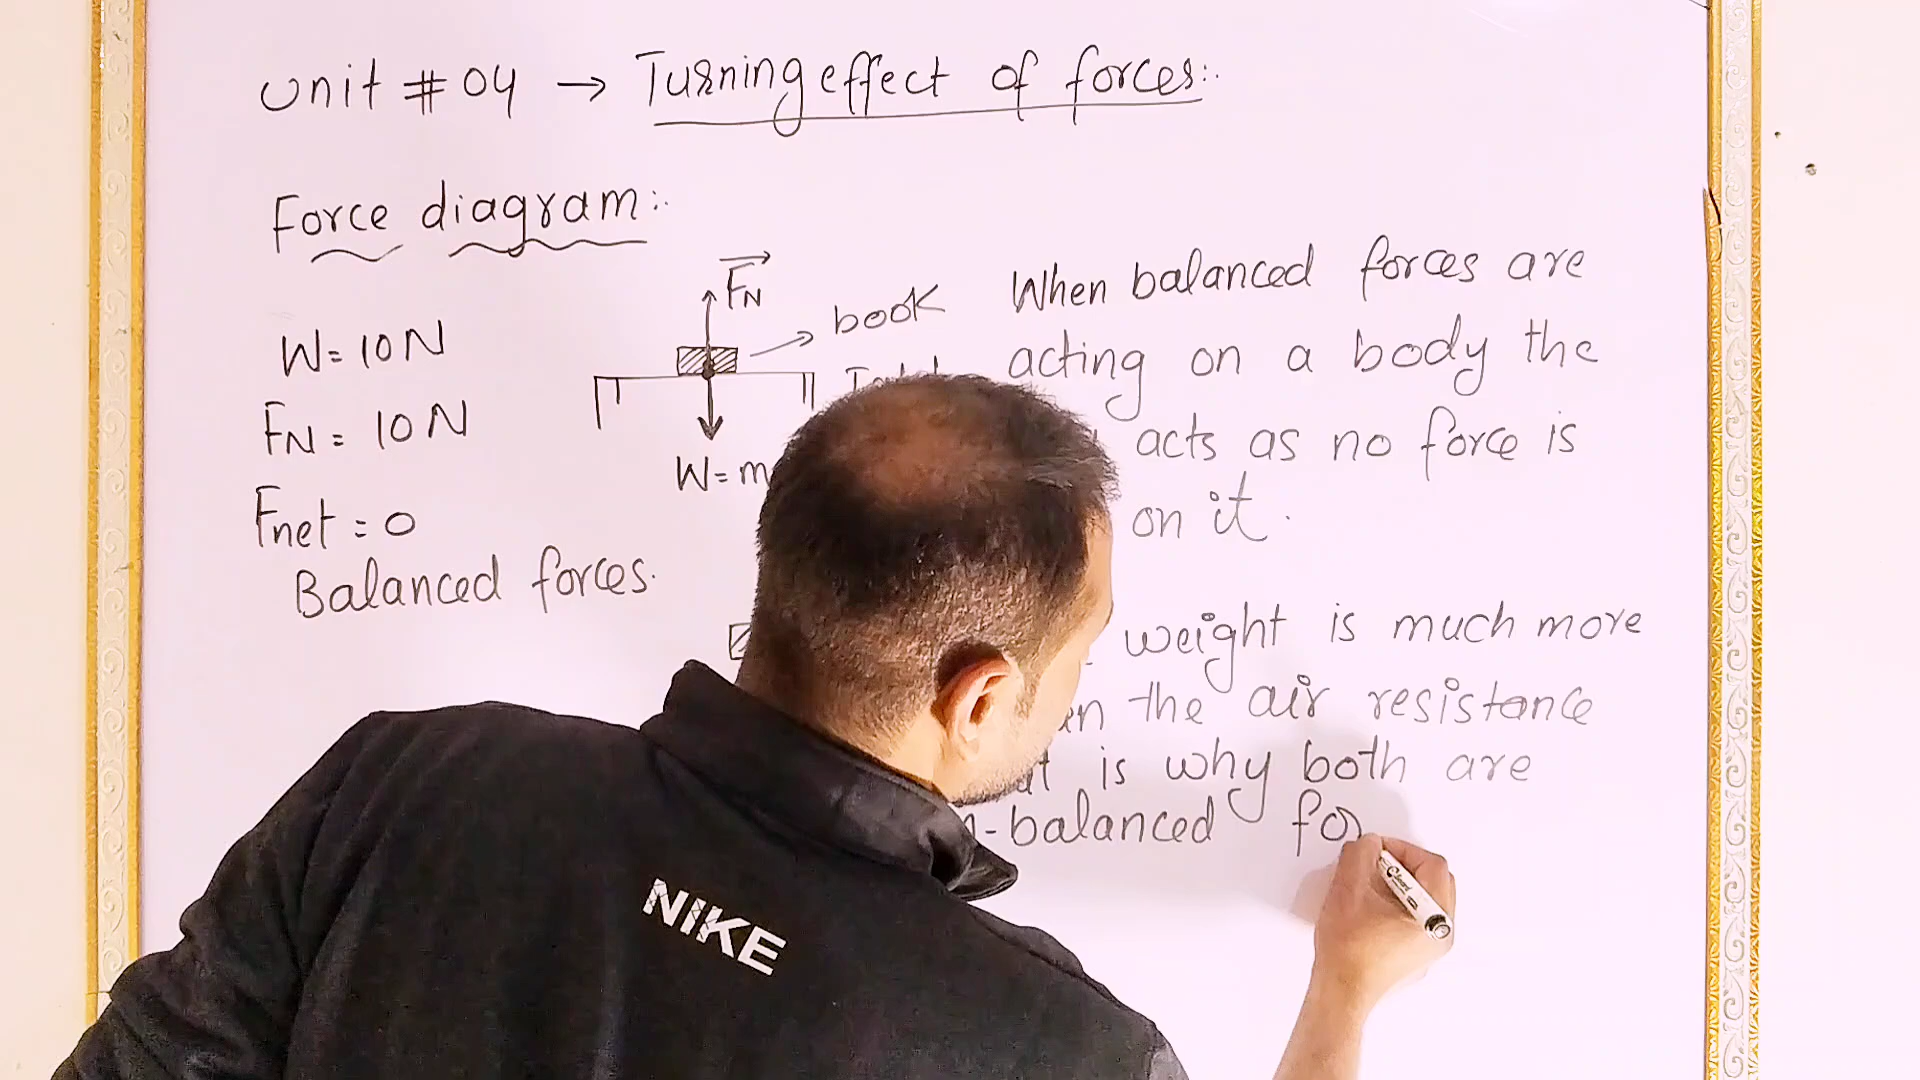 Unit # 04 → Turning effect of forces:.
Force diagram:.
W = 10 N
FN = 10 N
Fnet = 0
Balanced forces.
FN
book
W = m
When balanced forces are
acting on a body the
acts as no force is
on it.
weight is much more
the air resistance
is why both are
-balanced fo
NIKE